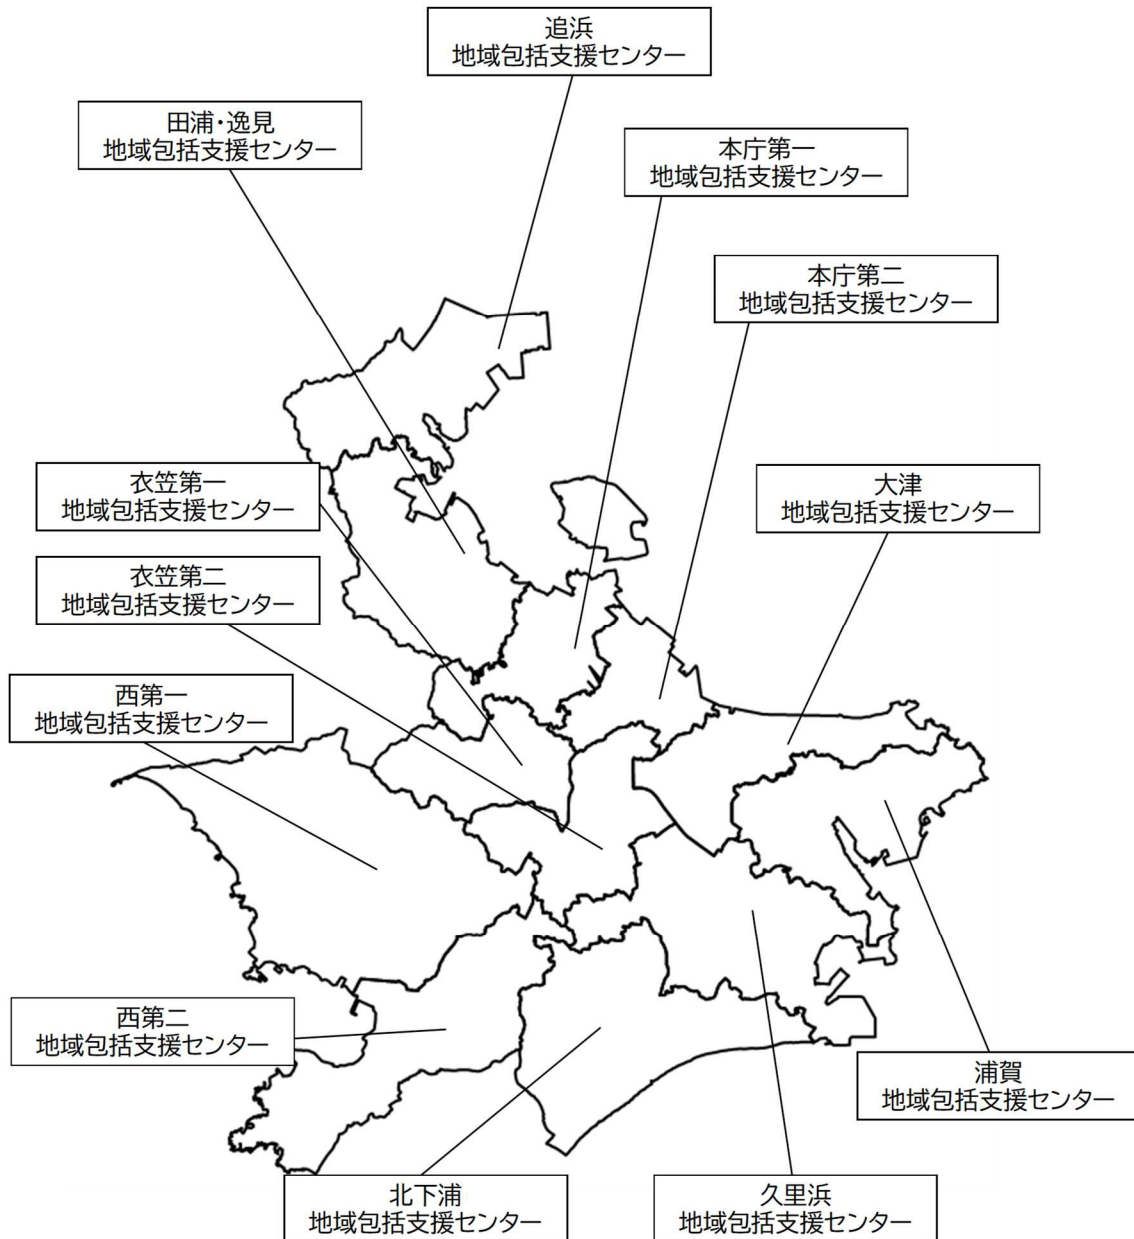 追浜
地域包括支援センター
田浦・逸見
地域包括支援センター
本庁第一
地域包括支援センター
本庁第二
地域包括支援センター
衣笠第一
地域包括支援センター
大津
地域包括支援センター
衣笠第二
地域包括支援センター
西第一
地域包括支援センター
西第二
地域包括支援センター
浦賀
地域包括支援センター
北下浦
地域包括支援センター
久里浜
地域包括支援センター